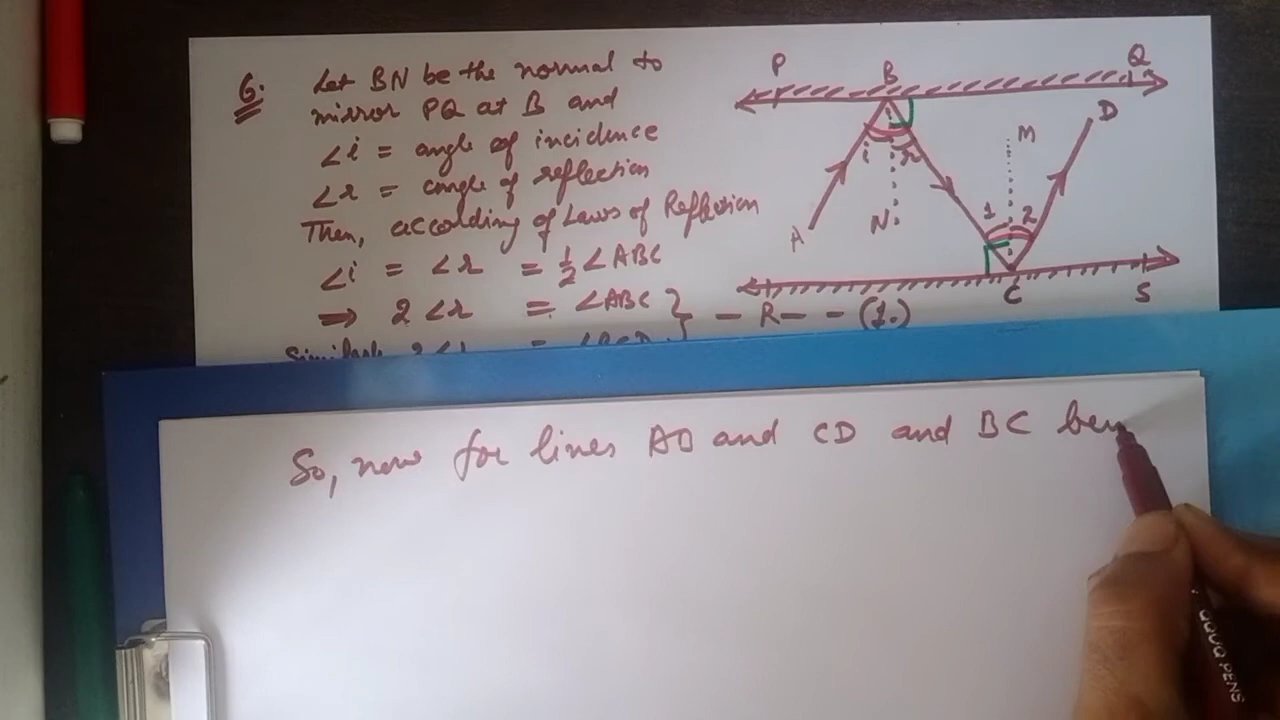 6. Let BN be the normal to
mirror PQ at B and
∠i = angle of incidence
∠r = angle of reflection
Then, according of Laws of Reflection
∠i = ∠r = 1/2 ∠ABC
⇒ 2∠r = ∠ABC } - - - (1.)
P B Q
D
M
i r
A N 1 2
R C S
So, now for lines AB and CD and BC
QUQ PENS